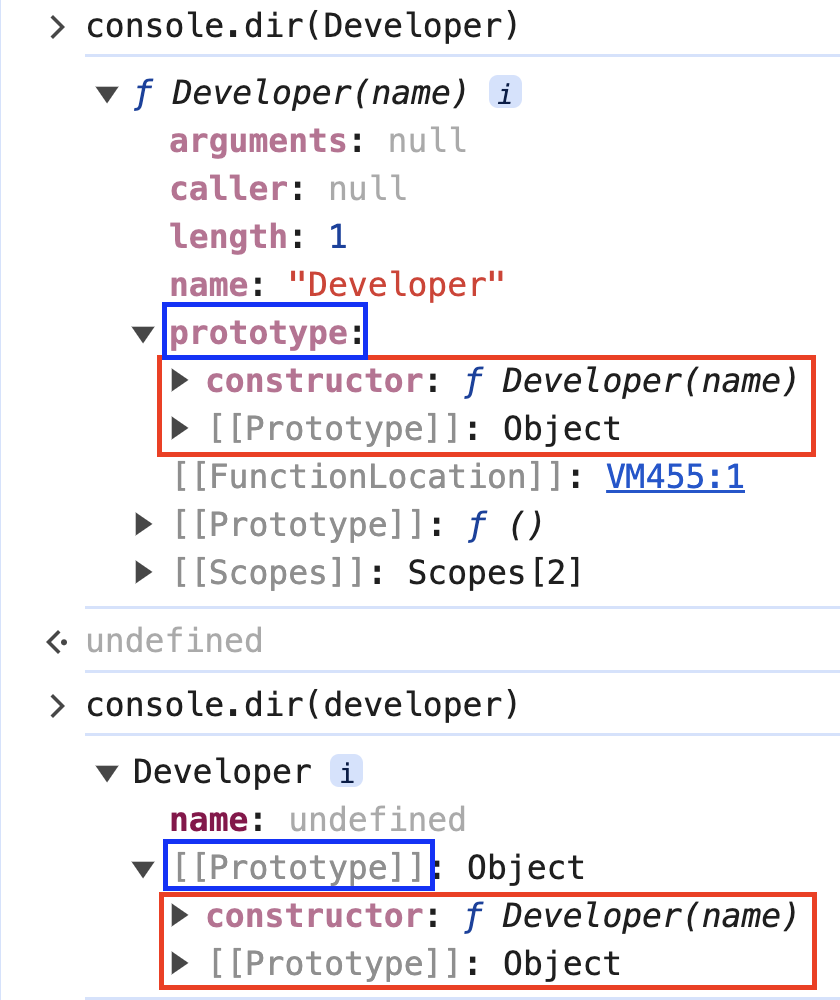 > console.dir(Developer)
▼ ƒ Developer(name) i
arguments: null
caller: null
length: 1
name: "Developer"
▼ prototype:
▶ constructor: ƒ Developer(name)
▶ [[Prototype]]: Object
[[FunctionLocation]]: VM455:1
▶ [[Prototype]]: ƒ ()
▶ [[Scopes]]: Scopes[2]
undefined
> console.dir(developer)
▼ Developer i
name: undefined
▼ [[Prototype]]: Object
▶ constructor: ƒ Developer(name)
▶ [[Prototype]]: Object